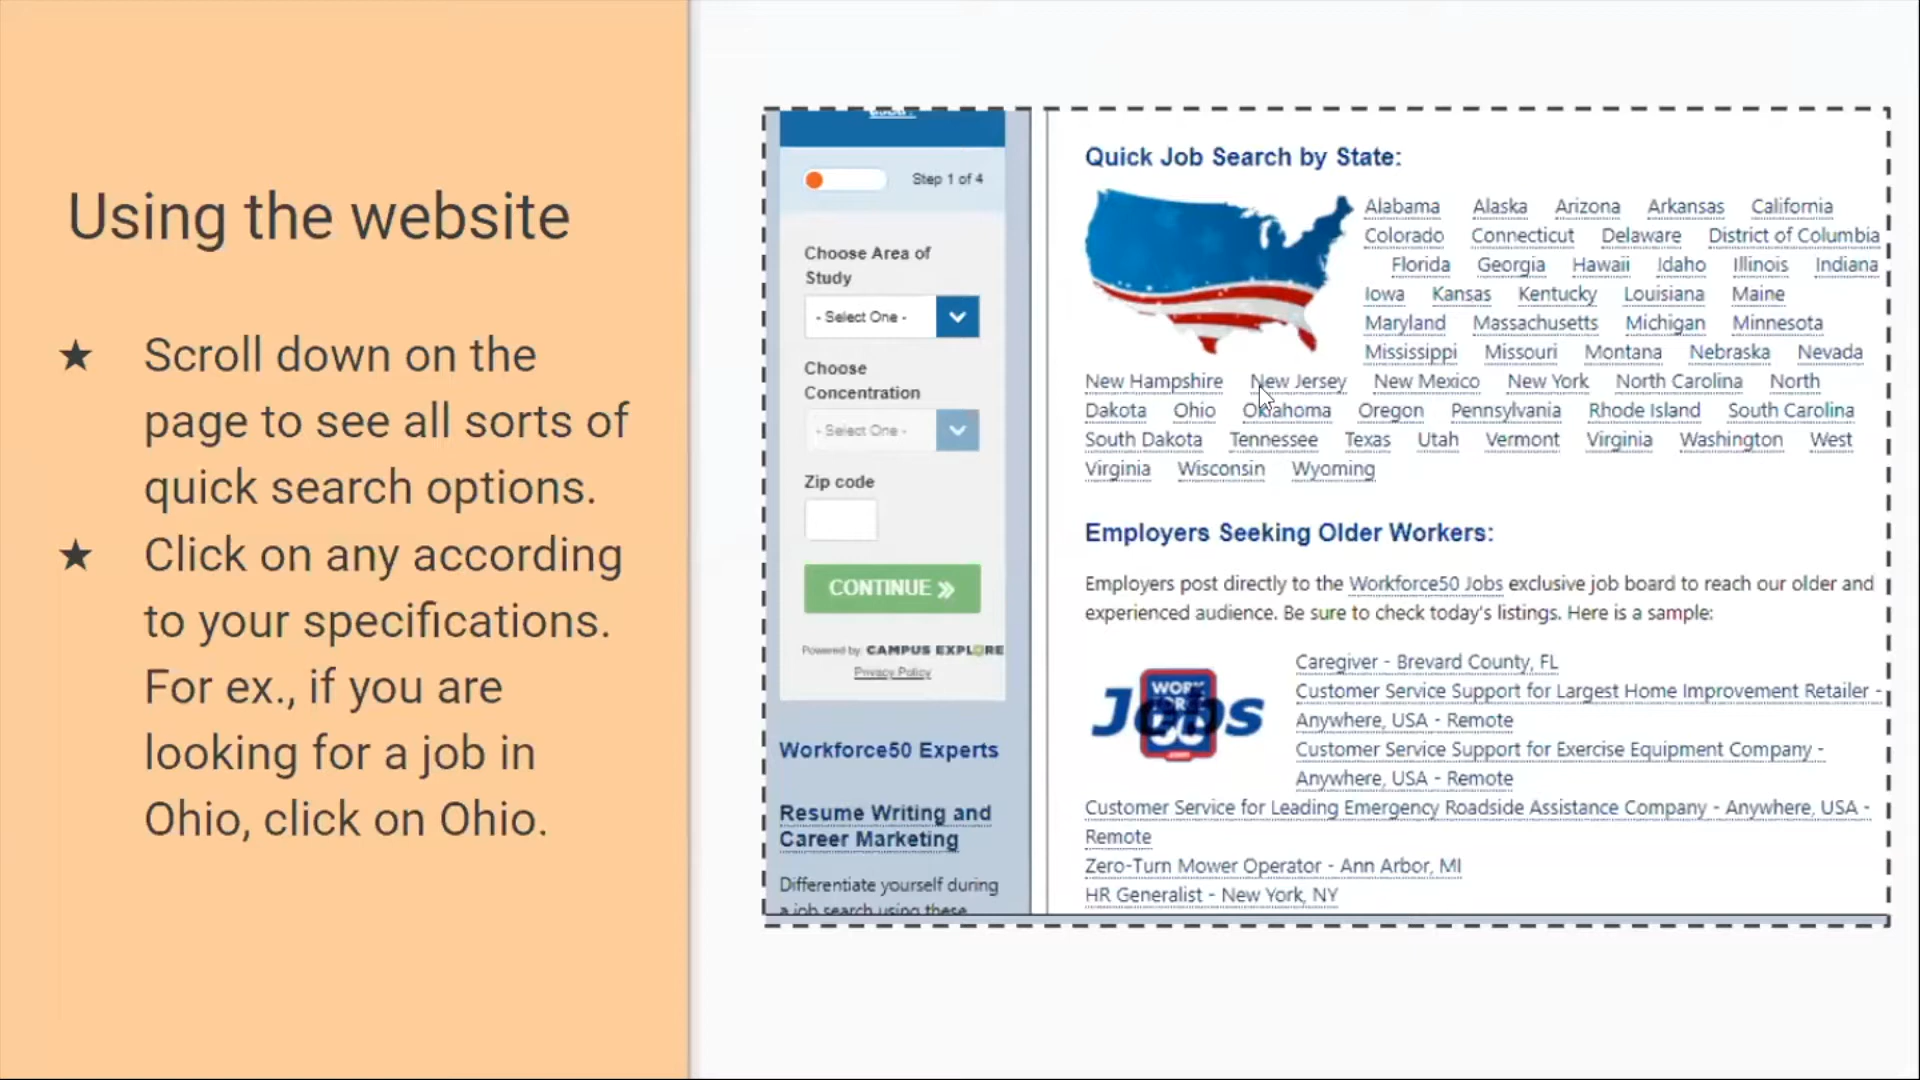 Using the website
★ Scroll down on the
page to see all sorts of
quick search options.
★ Click on any according
to your specifications.
For ex., if you are
looking for a job in
Ohio, click on Ohio.
Step 1 of 4
Choose Area of
Study
- Select One -
Choose
Concentration
- Select One -
Zip code
CONTINUE »
Powered by CAMPUS EXPLORE
Privacy Policy
Workforce50 Experts
Resume Writing and
Career Marketing
Differentiate yourself during
a job search using these
Quick Job Search by State:
Alabama Alaska Arizona Arkansas California
Colorado Connecticut Delaware District of Columbia
Florida Georgia Hawaii Idaho Illinois Indiana
Iowa Kansas Kentucky Louisiana Maine
Maryland Massachusetts Michigan Minnesota
Mississippi Missouri Montana Nebraska Nevada
New Hampshire New Jersey New Mexico New York North Carolina North
Dakota Ohio Oklahoma Oregon Pennsylvania Rhode Island South Carolina
South Dakota Tennessee Texas Utah Vermont Virginia Washington West
Virginia Wisconsin Wyoming
Employers Seeking Older Workers:
Employers post directly to the Workforce50 Jobs exclusive job board to reach our older and
experienced audience. Be sure to check today's listings. Here is a sample:
Jobs
WORK
FORCE
50
Caregiver - Brevard County, FL
Customer Service Support for Largest Home Improvement Retailer -
Anywhere, USA - Remote
Customer Service Support for Exercise Equipment Company -
Anywhere, USA - Remote
Customer Service for Leading Emergency Roadside Assistance Company - Anywhere, USA -
Remote
Zero-Turn Mower Operator - Ann Arbor, MI
HR Generalist - New York, NY